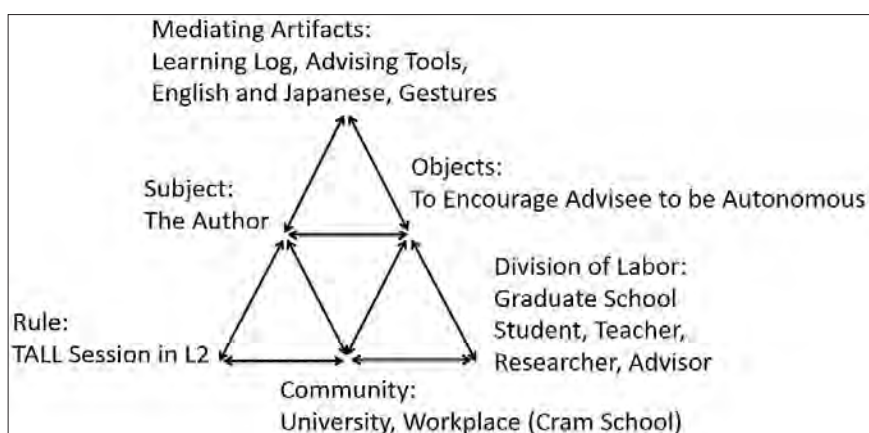 Mediating Artifacts:
Learning Log, Advising Tools,
English and Japanese, Gestures
Subject:
The Author
Objects:
To Encourage Advisee to be Autonomous
Rule:
TALL Session in L2
Division of Labor:
Graduate School
Student, Teacher,
Researcher, Advisor
Community:
University, Workplace (Cram School)